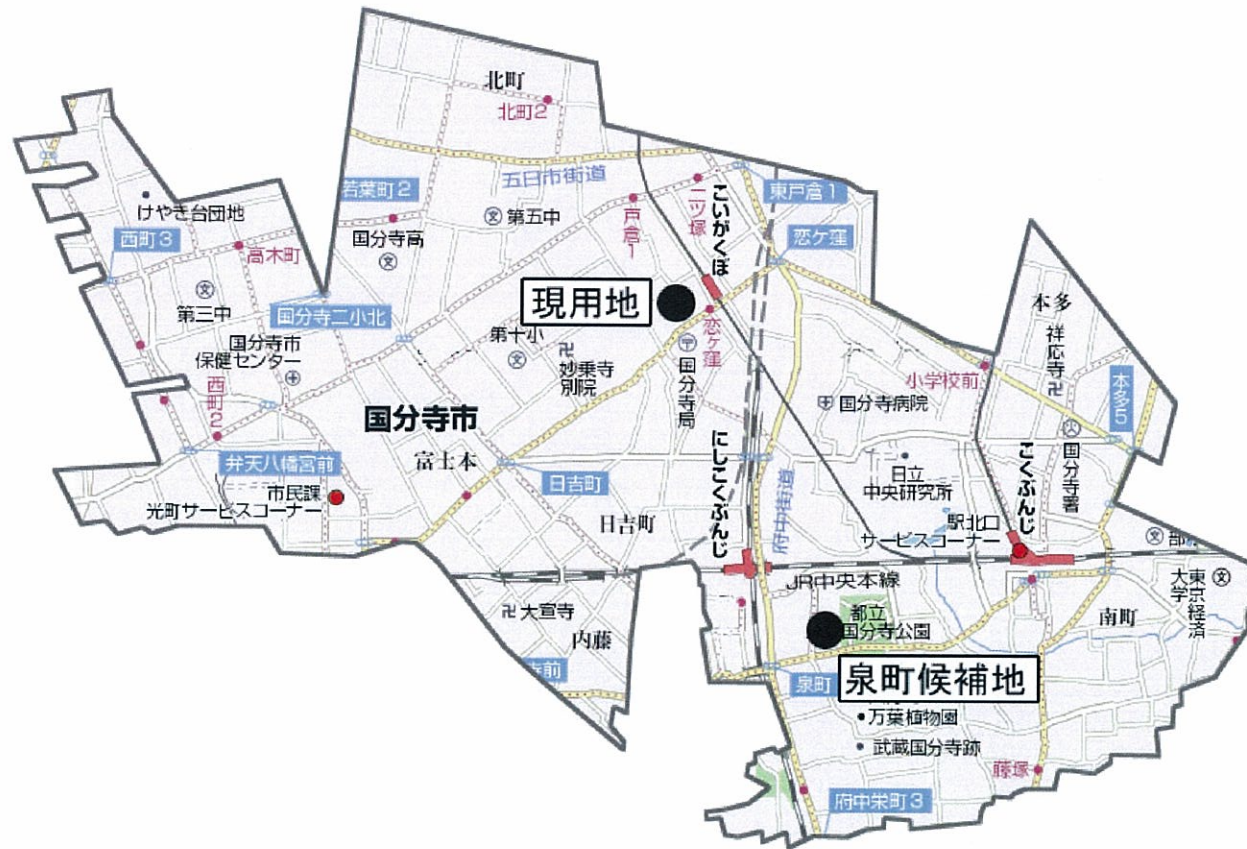 北町
北町2
五日市街道
若葉町2
東戸倉1
二ツ塚
こいがくぼ
けやき台団地
第五中
戸倉1
西町3
国分寺高
恋ケ窪
高木町
現用地
本多
第三中
国分寺二小北
第十小
恋ケ窪
祥応寺
国分寺市
保健センター
妙乗寺
別院
国分寺局
小学校前
西町2
国分寺病院
本多5
国分寺市
にしこくぶんじ
国分寺署
弁天八幡宮前
富士本
日立
中央研究所
こくぶんじ
市民課
光町サービスコーナー
日吉町
府中街道
日吉町
駅北口
サービスコーナー
JR中央本線
大宣寺
内藤
都立
国分寺公園
南町
東京経済
大学
泉町
泉町候補地
万葉植物園
武蔵国分寺跡
藤塚
府中栄町3